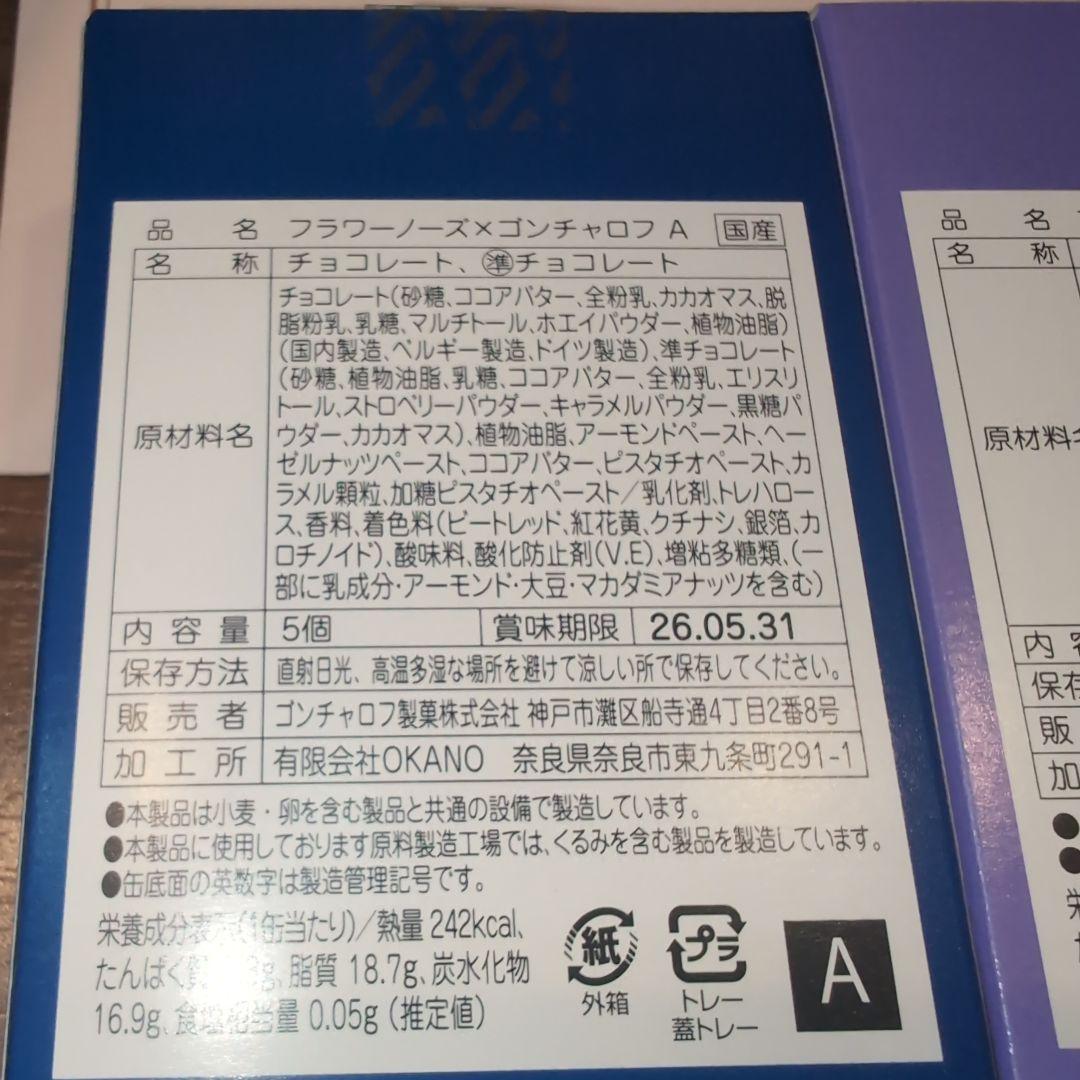 品名 フラワーノーズ×ゴンチャロフ A 国産
名称 チョコレート、準チョコレート
原材料名
チョコレート(砂糖、ココアバター、全粉乳、カカオマス、脱
脂粉乳、乳糖、マルチトール、ホエイパウダー、植物油脂)
(国内製造、ベルギー製造、ドイツ製造)、準チョコレート
(砂糖、植物油脂、乳糖、ココアバター、全粉乳、エリスリ
トール、ストロベリーパウダー、キャラメルパウダー、黒糖パ
ウダー、カカオマス)、植物油脂、アーモンドペースト、ヘー
ゼルナッツペースト、ココアバター、ピスタチオペースト、カ
ラメル顆粒、加糖ピスタチオペースト/乳化剤、トレハロー
ス、香料、着色料(ビートレッド、紅花黄、クチナシ、銀箔、カ
ロチノイド)、酸味料、酸化防止剤(V.E)、増粘多糖類、(一
部に乳成分・アーモンド・大豆・マカダミアナッツを含む)
内容量 5個 賞味期限 26.05.31
保存方法 直射日光、高温多湿な場所を避けて涼しい所で保存してください。
販売者 ゴンチャロフ製菓株式会社 神戸市灘区船寺通4丁目2番8号
加工所 有限会社OKANO 奈良県奈良市東九条町291-1
●本製品は小麦・卵を含む製品と共通の設備で製造しています。
●本製品に使用しております原料製造工場では、くるみを含む製品を製造しています。
●缶底面の英数字は製造管理記号です。
栄養成分表示(1缶当たり)/熱量 242kcal、
たんぱく質 g、脂質 18.7g、炭水化物
16.9g、食塩相当量 0.05g (推定値)
紙
外箱
プラ
トレー
蓋トレー
A
品名
名称
原材料名
内
保存
販
加